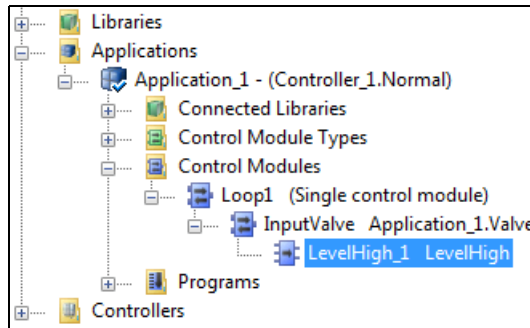 Libraries
Applications
Application_1 - (Controller_1.Normal)
Connected Libraries
Control Module Types
Control Modules
Loop1 (Single control module)
InputValve Application_1.Valve
LevelHigh_1 LevelHigh
Programs
Controllers